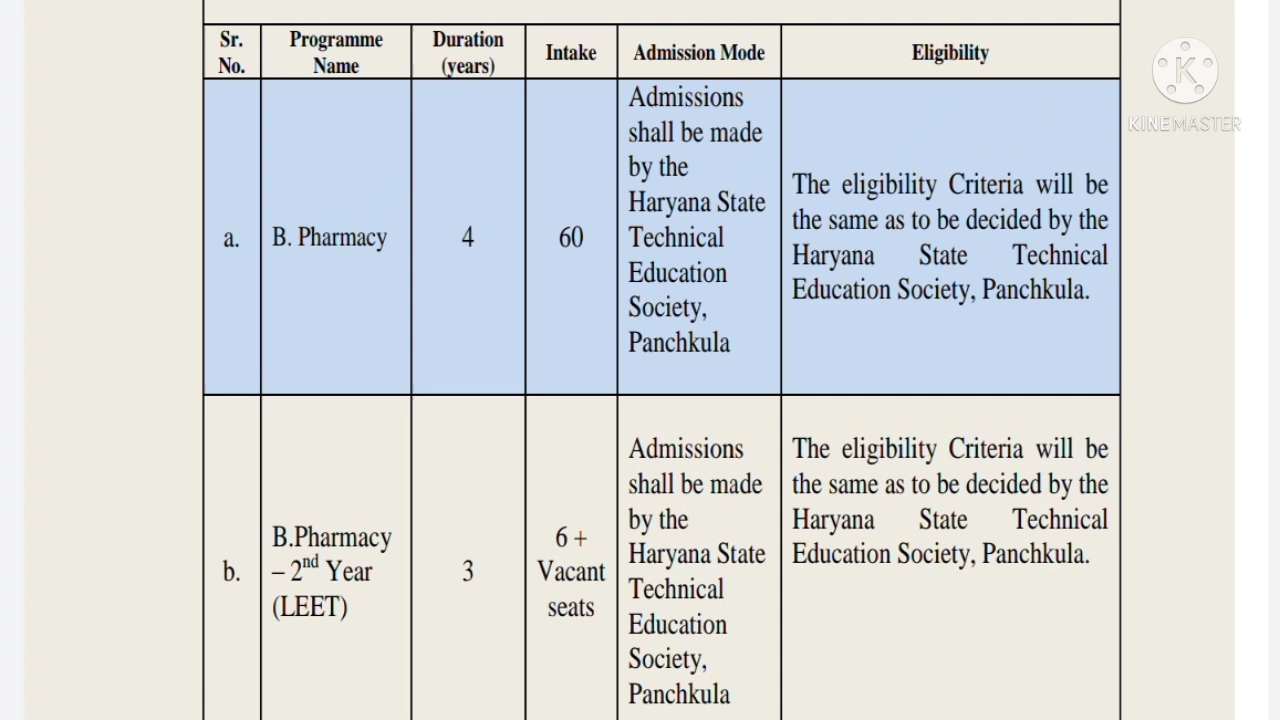 Sr. No.
Programme Name
Duration (years)
Intake
Admission Mode
Eligibility
KINEMASTER
a.
B. Pharmacy
4
60
Admissions
shall be made
by the
Haryana State
Technical
Education
Society,
Panchkula
The eligibility Criteria will be
the same as to be decided by the
Haryana State Technical
Education Society, Panchkula.
b.
B.Pharmacy
– 2nd Year
(LEET)
3
6 +
Vacant
seats
Admissions
shall be made
by the
Haryana State
Technical
Education
Society,
Panchkula
The eligibility Criteria will be
the same as to be decided by the
Haryana State Technical
Education Society, Panchkula.